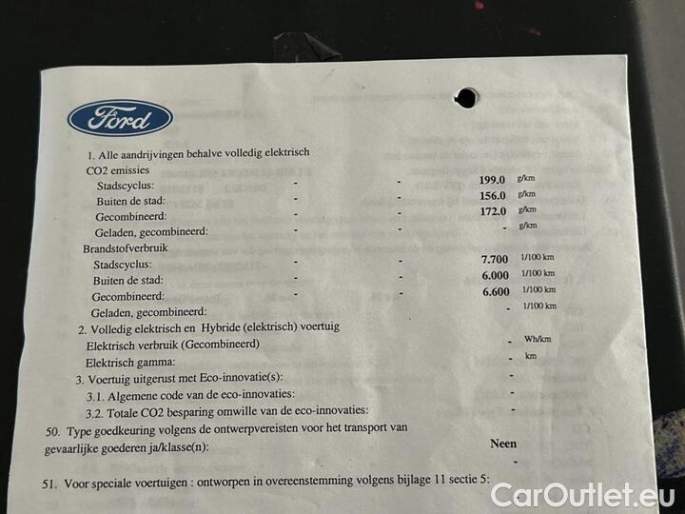 Ford
1. Alle aandrijvingen behalve volledig elektrisch
CO2 emissies
Stadscyclus: - - 199.0 g/km
Buiten de stad: - - 156.0 g/km
Gecombineerd: - - 172.0 g/km
Geladen, gecombineerd: - - - g/km
Brandstofverbruik
Stadscyclus: - - 7.700 1/100 km
Buiten de stad: - - 6.000 1/100 km
Gecombineerd: - - 6.600 1/100 km
Geladen, gecombineerd: - 1/100 km
2. Volledig elektrisch en Hybride (elektrisch) voertuig
Elektrisch verbruik (Gecombineerd) - Wh/km
Elektrisch gamma: - km
3. Voertuig uitgerust met Eco-innovatie(s): -
3.1. Algemene code van de eco-innovaties: -
3.2. Totale CO2 besparing omwille van de eco-innovaties: -
50. Type goedkeuring volgens de ontwerpvereisten voor het transport van
gevaarlijke goederen ja/klasse(n): Neen
-
51. Voor speciale voertuigen : ontworpen in overeenstemming volgens bijlage 11 sectie 5:
CarOutlet.eu